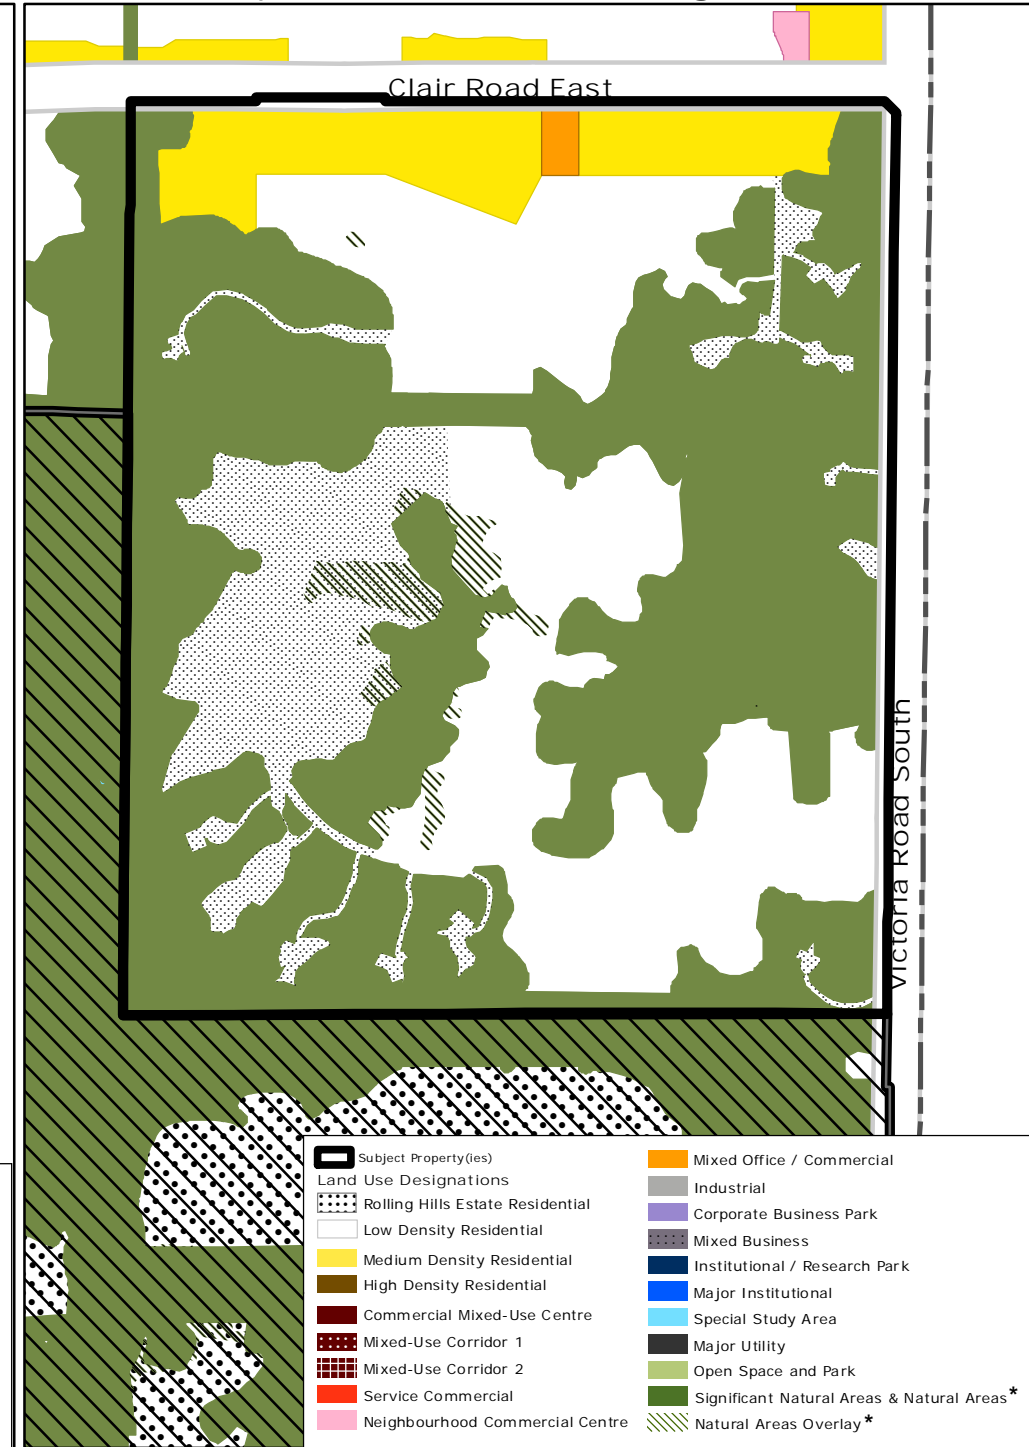 Clair Road East
Victoria Road South
Subject Property(ies)
Land Use Designations
Rolling Hills Estate Residential
Low Density Residential
Medium Density Residential
High Density Residential
Commercial Mixed-Use Centre
Mixed-Use Corridor 1
Mixed-Use Corridor 2
Service Commercial
Neighbourhood Commercial Centre
Mixed Office / Commercial
Industrial
Corporate Business Park
Mixed Business
Institutional / Research Park
Major Institutional
Special Study Area
Major Utility
Open Space and Park
Significant Natural Areas & Natural Areas*
Natural Areas Overlay*